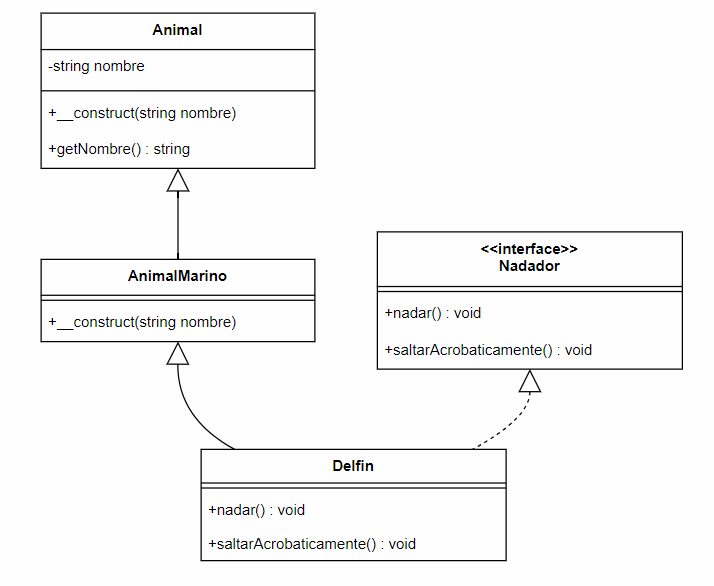 Animal
-string nombre
+__construct(string nombre)
+getNombre() : string
AnimalMarino
+__construct(string nombre)
<<interface>>
Nadador
+nadar() : void
+saltarAcrobaticamente() : void
Delfin
+nadar() : void
+saltarAcrobaticamente() : void